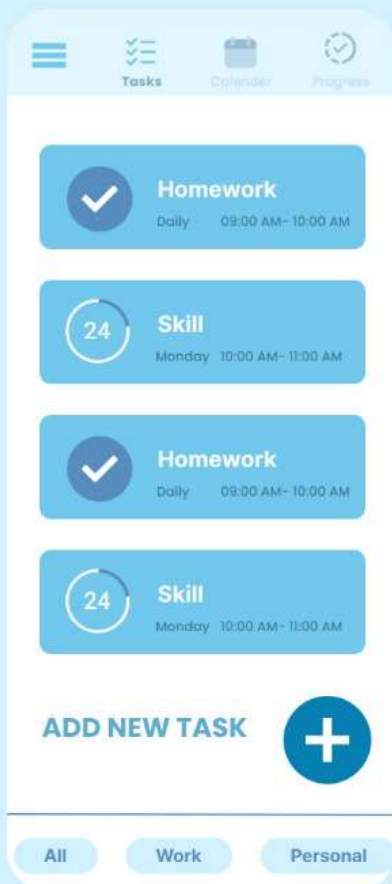 Tasks Calender Progress
Homework
Daily 09:00 AM- 10:00 AM
24
Skill
Monday 10:00 AM- 11:00 AM
Homework
Daily 09:00 AM- 10:00 AM
24
Skill
Monday 10:00 AM- 11:00 AM
ADD NEW TASK
All Work Personal